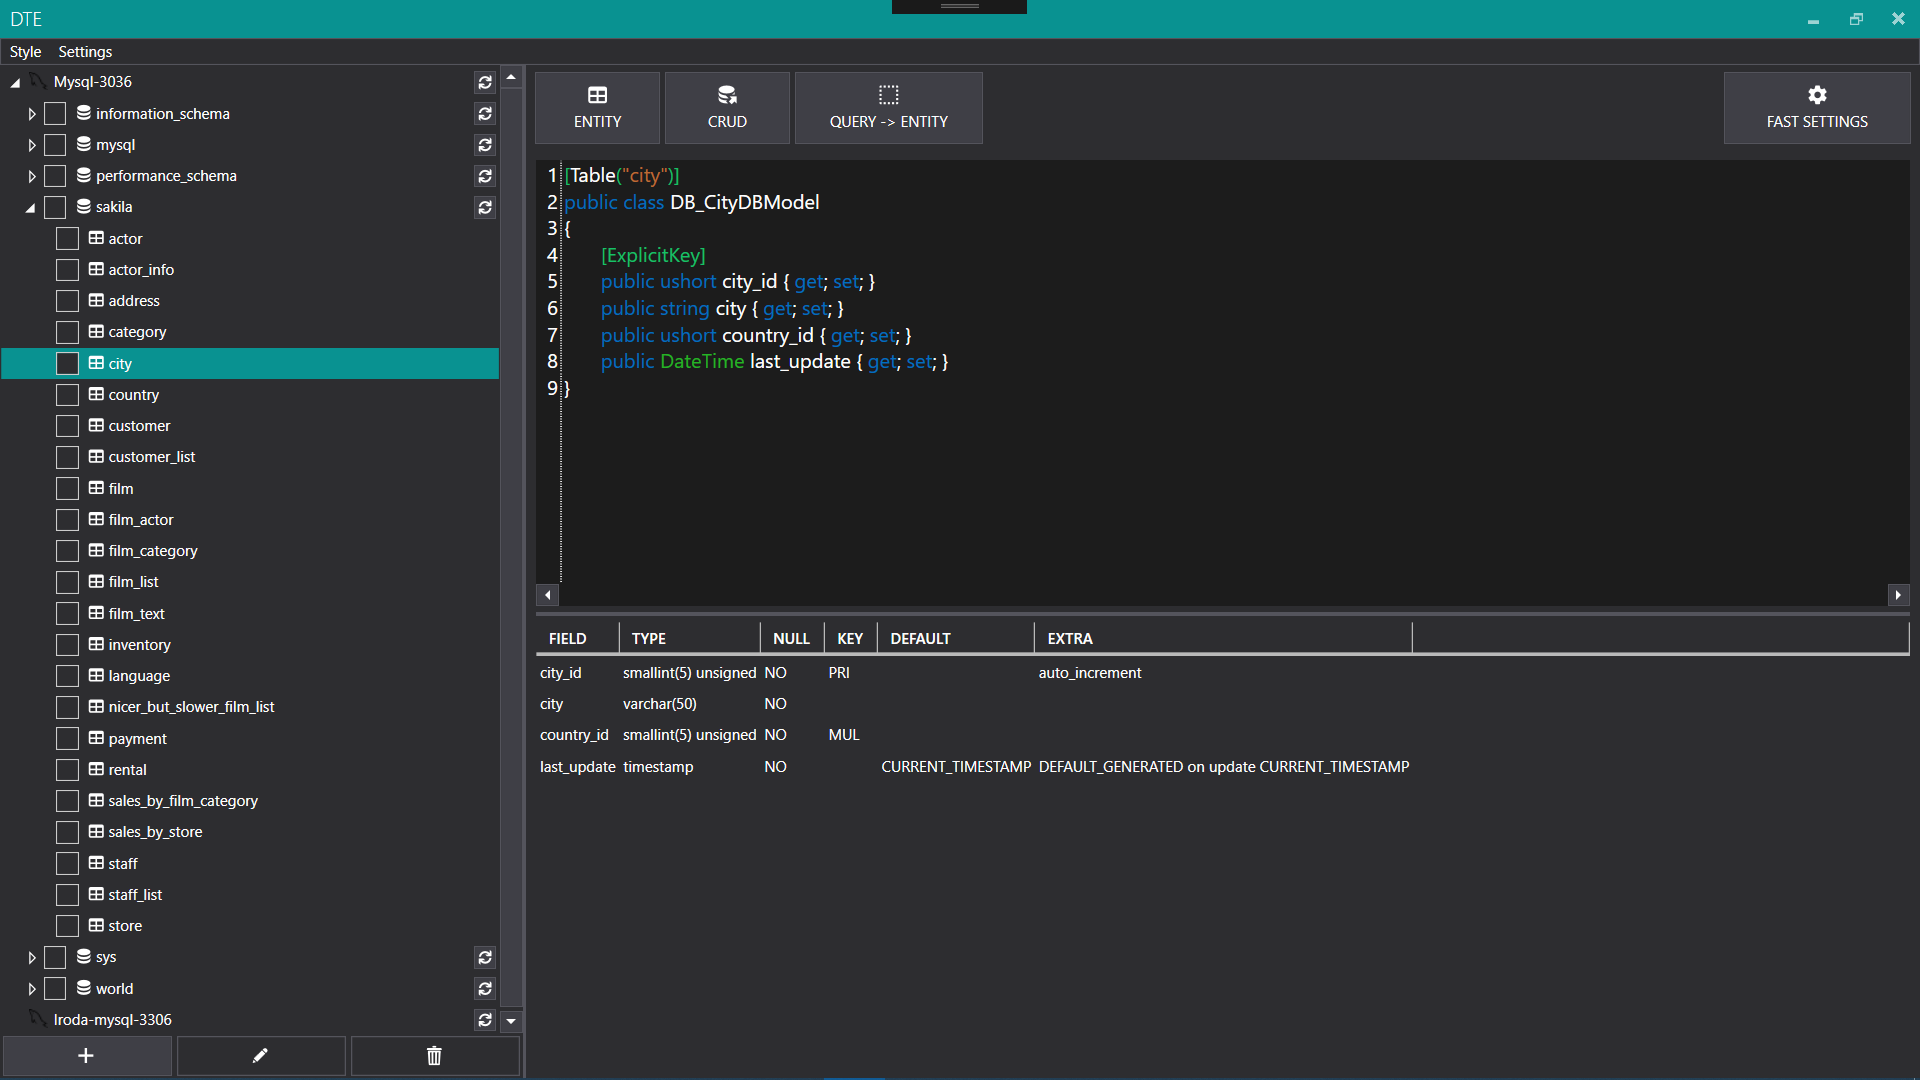 DTE
Style Settings
Mysql-3036
information_schema
mysql
performance_schema
sakila
actor
actor_info
address
category
city
country
customer
customer_list
film
film_actor
film_category
film_list
film_text
inventory
language
nicer_but_slower_film_list
payment
rental
sales_by_film_category
sales_by_store
staff
staff_list
store
sys
world
Iroda-mysql-3306
ENTITY CRUD QUERY -> ENTITY FAST SETTINGS
1 [Table("city")]
2 public class DB_CityDBModel
3 {
4 [ExplicitKey]
5 public ushort city_id { get; set; }
6 public string city { get; set; }
7 public ushort country_id { get; set; }
8 public DateTime last_update { get; set; }
9 }
FIELD TYPE NULL KEY DEFAULT EXTRA
city_id smallint(5) unsigned NO PRI auto_increment
city varchar(50) NO
country_id smallint(5) unsigned NO MUL
last_update timestamp NO CURRENT_TIMESTAMP DEFAULT_GENERATED on update CURRENT_TIMESTAMP